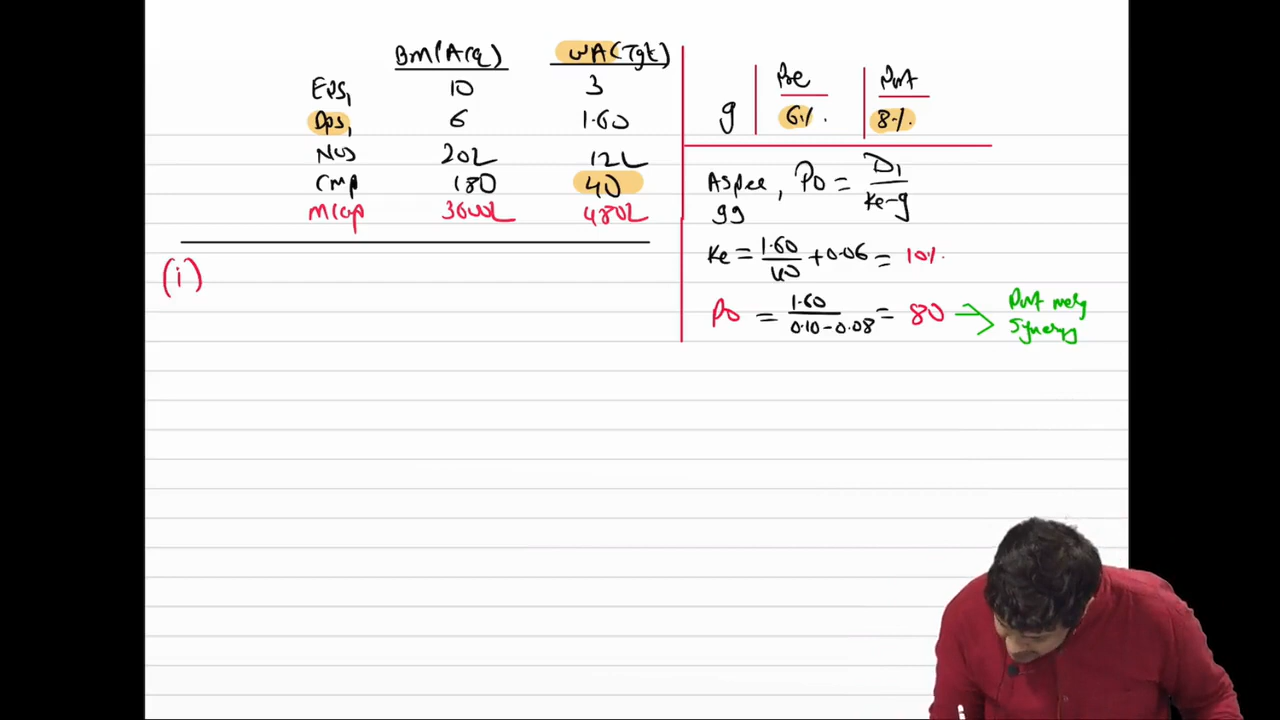 BM(Acq) WA(Tgt)
EPS1 10 3
DPS1 6 1.60
NOS 20L 12L
CMP 180 40
MCap 3600L 480L
(i)
Pre Post
g 6%. 8%.
As per gg, P0 = D1 / Ke-g
Ke = 1.60 / 40 + 0.06 = 10%
P0 = 1.60 / 0.10-0.08 = 80 → Post merg Synergy